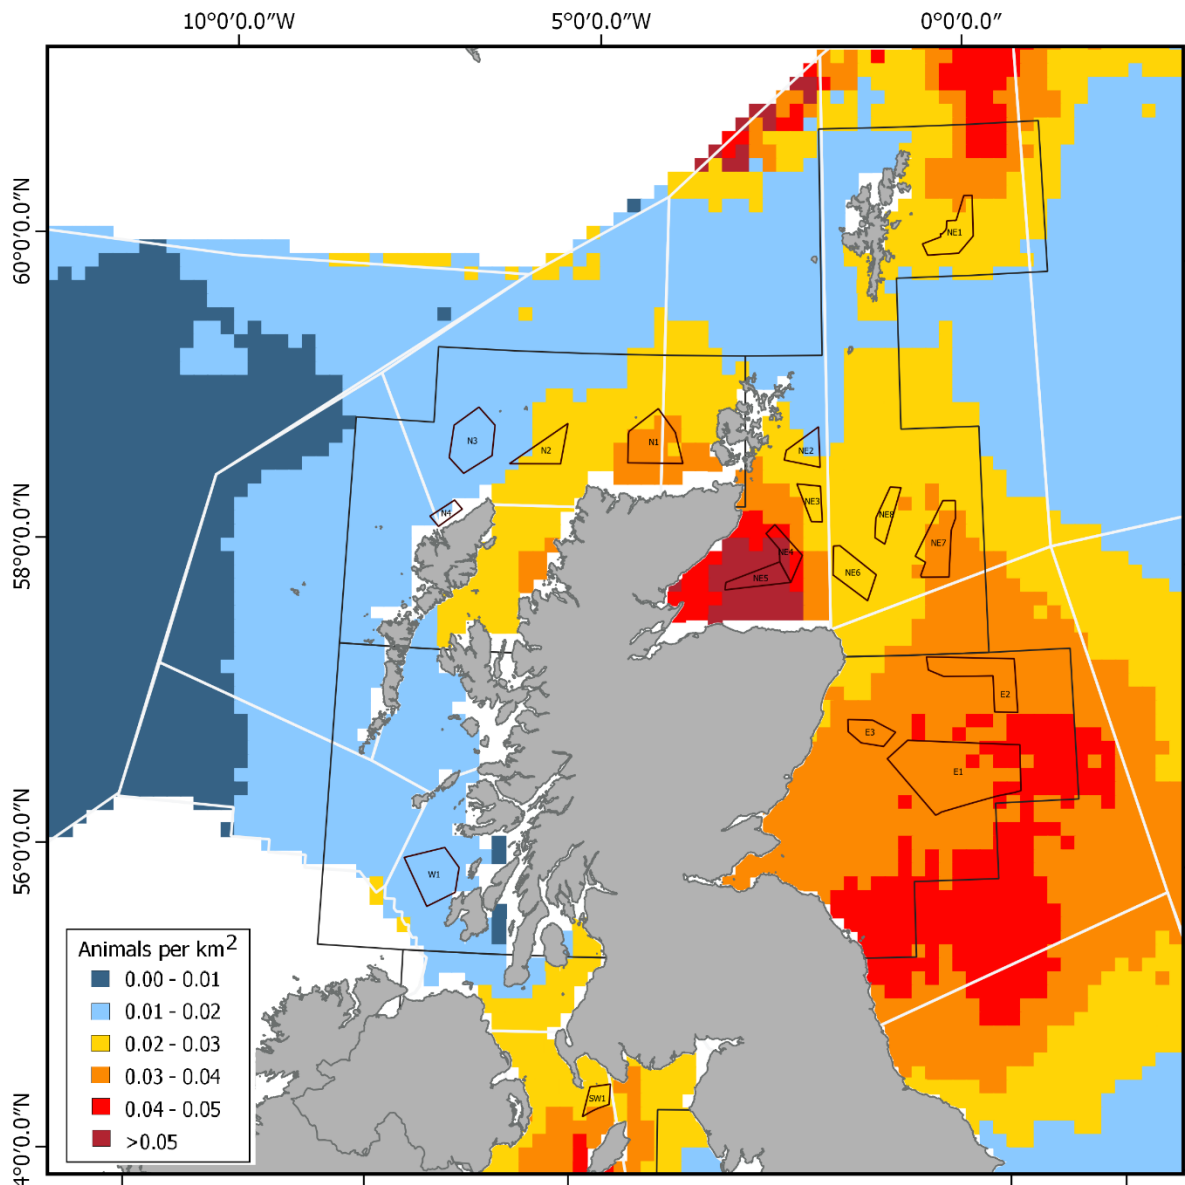 10°0'0.0"W 5°0'0.0"W 0°0'0.0"
60°0'0.0"N
58°0'0.0"N
56°0'0.0"N
4°0'0.0"N
NE1
N3
N2
N1
NE2
N4
NE3
NE8
NE7
NE4
NE6
NE5
E2
E3
E1
W1
SW1
Animals per km2
0.00 - 0.01
0.01 - 0.02
0.02 - 0.03
0.03 - 0.04
0.04 - 0.05
>0.05